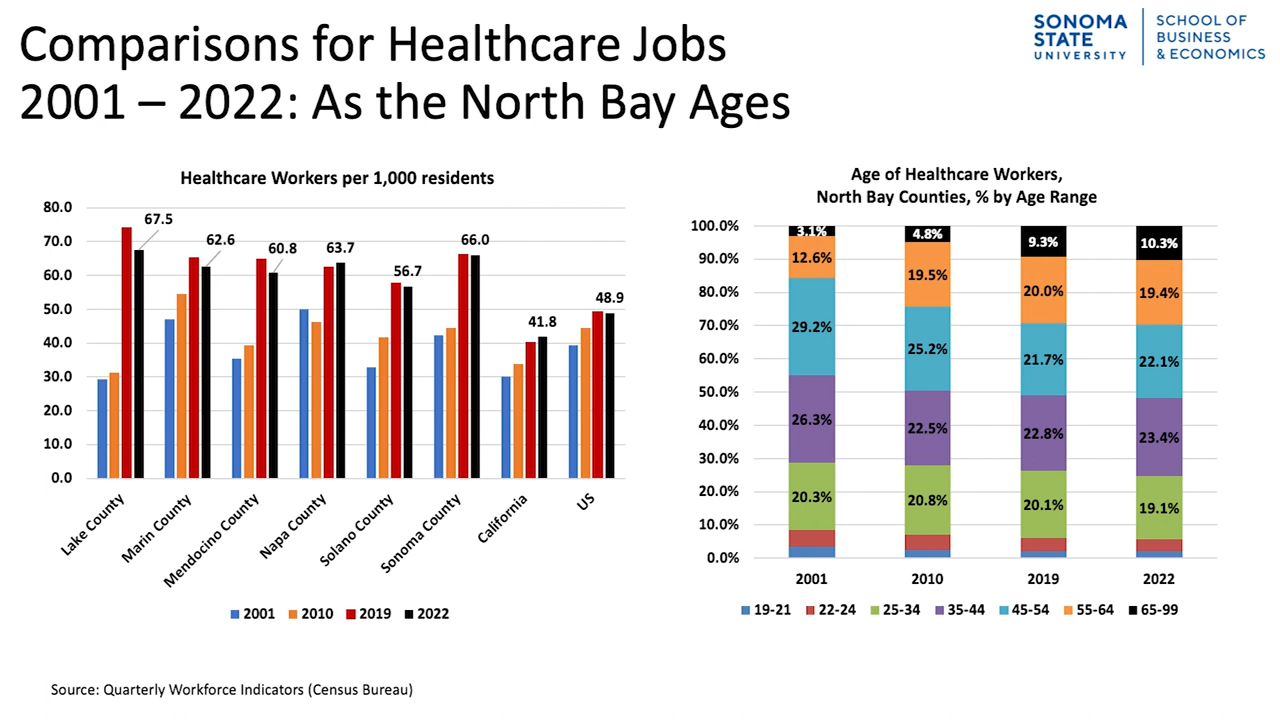 Comparisons for Healthcare Jobs
2001 – 2022: As the North Bay Ages
SONOMA
STATE
UNIVERSITY
SCHOOL OF
BUSINESS
& ECONOMICS
Healthcare Workers per 1,000 residents
80.0
70.0
60.0
50.0
40.0
30.0
20.0
10.0
0.0
67.5
62.6
60.8
63.7
56.7
66.0
41.8
48.9
Lake County
Marin County
Mendocino County
Napa County
Solano County
Sonoma County
California
US
2001 2010 2019 2022
Age of Healthcare Workers,
North Bay Counties, % by Age Range
100.0%
90.0%
80.0%
70.0%
60.0%
50.0%
40.0%
30.0%
20.0%
10.0%
0.0%
3.1%
12.6%
29.2%
26.3%
20.3%
4.8%
19.5%
25.2%
22.5%
20.8%
9.3%
20.0%
21.7%
22.8%
20.1%
10.3%
19.4%
22.1%
23.4%
19.1%
2001 2010 2019 2022
19-21 22-24 25-34 35-44 45-54 55-64 65-99
Source: Quarterly Workforce Indicators (Census Bureau)